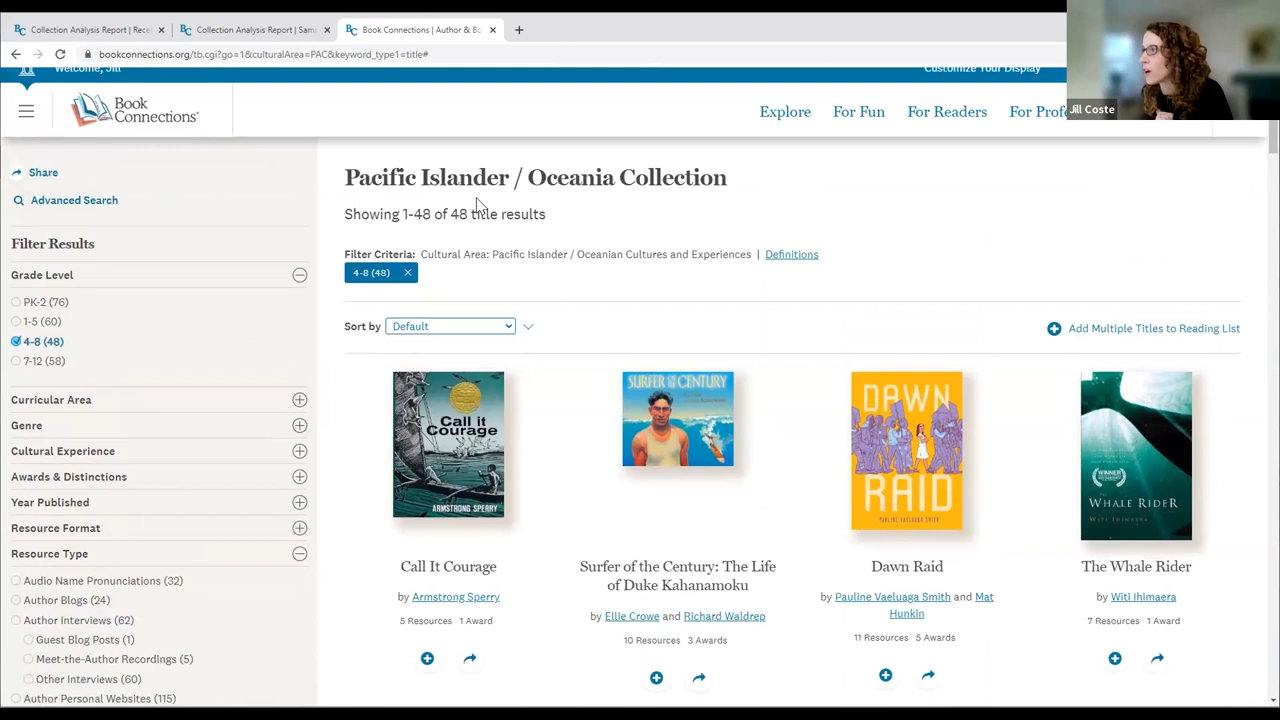 Collection Analysis Report | Rece
Collection Analysis Report | Sam
Book Connections | Author & Bo
bookconnections.org/tb.cgi?go=1&culturalArea=PAC&keyword_type1=title#
Welcome, Jill
Customize Your Display
Jill Coste
Book
Connections
Explore
For Fun
For Readers
For Prof
Share
Advanced Search
Filter Results
Grade Level
PK-2 (76)
1-5 (60)
4-8 (48)
7-12 (58)
Curricular Area
Genre
Cultural Experience
Awards & Distinctions
Year Published
Resource Format
Resource Type
Audio Name Pronunciations (32)
Author Blogs (24)
Author Interviews (62)
Guest Blog Posts (1)
Meet-the-Author Recordings (5)
Other Interviews (60)
Author Personal Websites (115)
Pacific Islander / Oceania Collection
Showing 1-48 of 48 title results
Filter Criteria: Cultural Area: Pacific Islander / Oceanian Cultures and Experiences | Definitions
4-8 (48)
Sort by Default
Add Multiple Titles to Reading List
Call it
Courage
ARMSTRONG SPERRY
SURFER OF THE CENTURY
DAWN
RAID
PAULINE VAELUAGA SMITH
WINNER
THE
WHALE RIDER
WITI IHIMAERA
Call It Courage
by Armstrong Sperry
5 Resources 1 Award
Surfer of the Century: The Life
of Duke Kahanamoku
by Ellie Crowe and Richard Waldrep
10 Resources 3 Awards
Dawn Raid
by Pauline Vaeluaga Smith and Mat
Hunkin
11 Resources 5 Awards
The Whale Rider
by Witi Ihimaera
7 Resources 1 Award